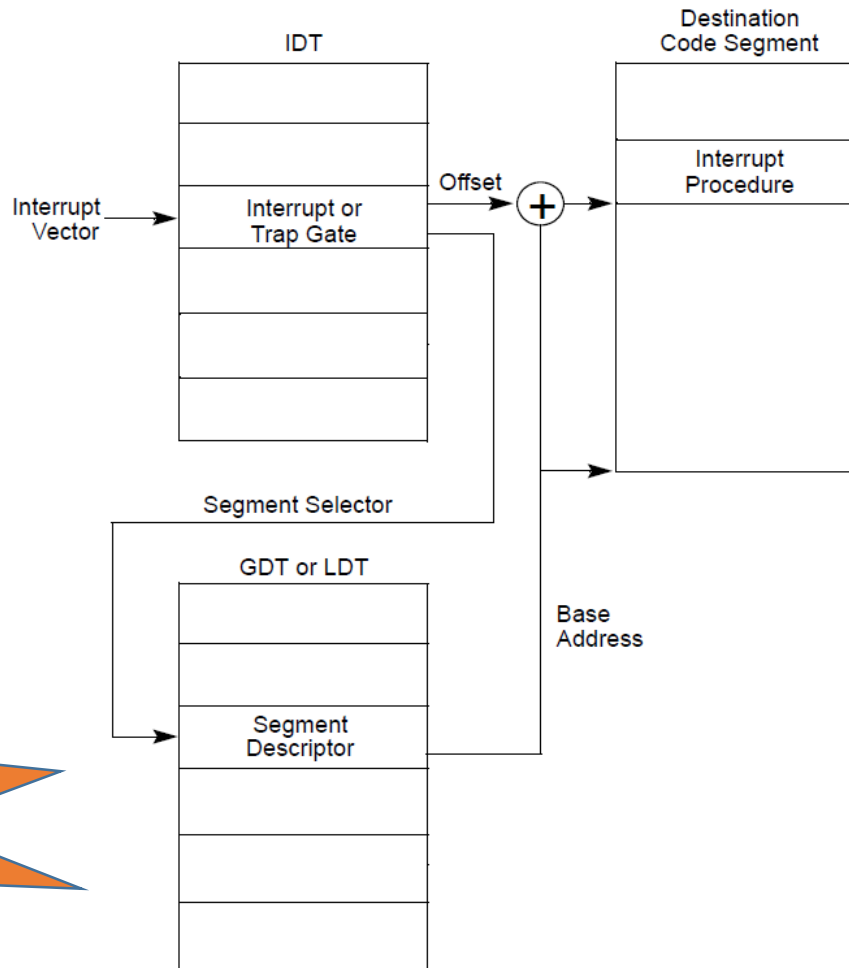 IDT
Destination
Code Segment
Interrupt
Vector
Interrupt or
Trap Gate
Offset
+
Interrupt
Procedure
Segment Selector
GDT or LDT
Base
Address
Segment
Descriptor